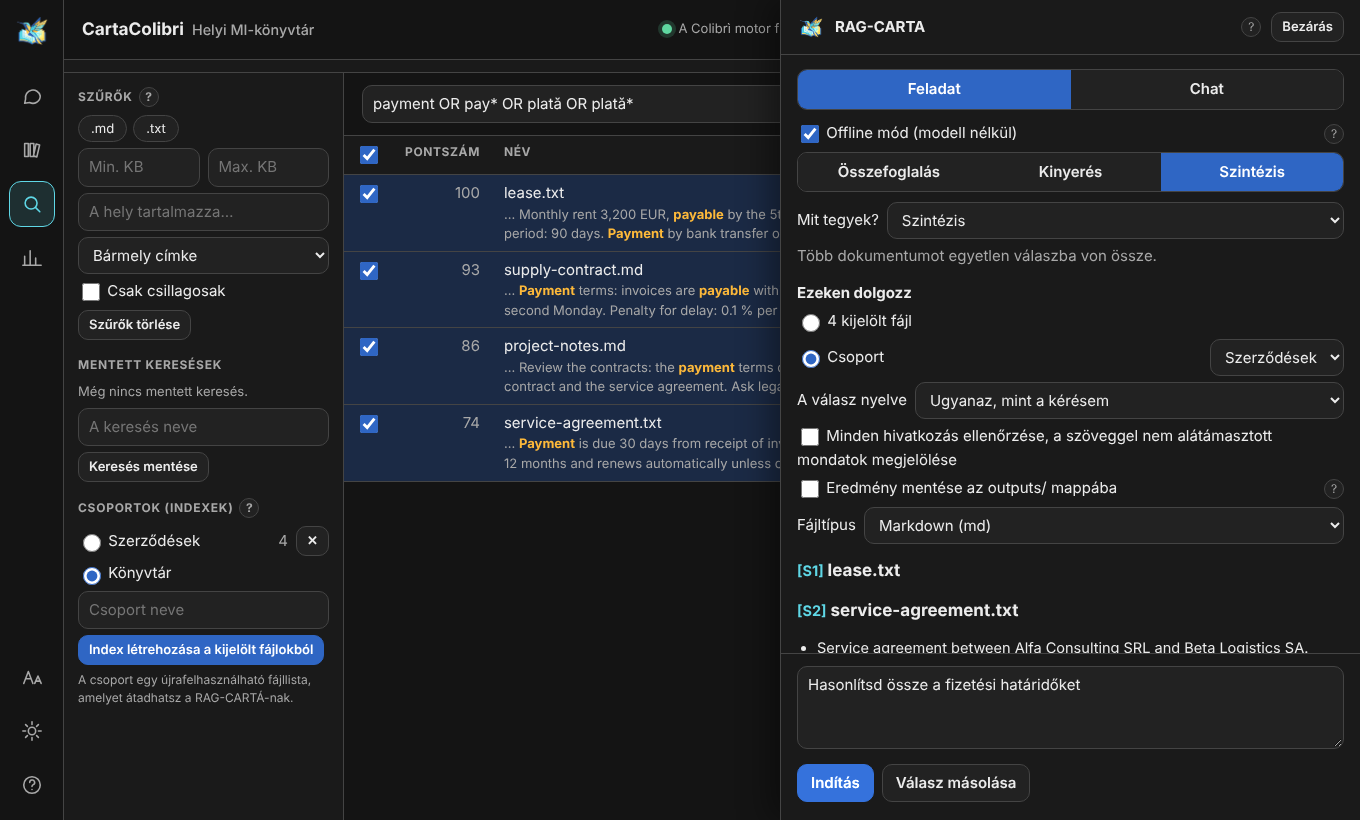 CartaColibri Helyi MI-könyvtár
A Colibrì motor f
SZŰRŐK ?
.md .txt
Min. KB Max. KB
A hely tartalmazza...
Bármely címke
Csak csillagosak
Szűrők törlése
MENTETT KERESÉSEK
Még nincs mentett keresés.
A keresés neve
Keresés mentése
CSOPORTOK (INDEXEK) ?
Szerződések 4 ×
Könyvtár
Csoport neve
Index létrehozása a kijelölt fájlokból
A csoport egy újrafelhasználható fájllista,
amelyet átadhatsz a RAG-CARTÁ-nak.
AA
?
payment OR pay* OR plată OR plată*
PONTSZÁM NÉV
100 lease.txt
... Monthly rent 3,200 EUR, payable by the 5t
period: 90 days. Payment by bank transfer o
93 supply-contract.md
... Payment terms: invoices are payable with
second Monday. Penalty for delay: 0.1 % per
86 project-notes.md
... Review the contracts: the payment terms o
contract and the service agreement. Ask lega
74 service-agreement.txt
... Payment is due 30 days from receipt of inv
12 months and renews automatically unless o
RAG-CARTA ? Bezárás
Feladat Chat
Offline mód (modell nélkül) ?
Összefoglalás Kinyerés Szintézis
Mit tegyek? Szintézis
Több dokumentumot egyetlen válaszba von össze.
Ezeken dolgozz
4 kijelölt fájl
Csoport Szerződések
A válasz nyelve Ugyanaz, mint a kérésem
Minden hivatkozás ellenőrzése, a szöveggel nem alátámasztott
mondatok megjelölése
Eredmény mentése az outputs/ mappába ?
Fájltípus Markdown (md)
[S1] lease.txt
[S2] service-agreement.txt
• Service agreement between Alfa Consulting SRL and Beta Logistics SA.
Hasonlítsd össze a fizetési határidőket
Indítás Válasz másolása